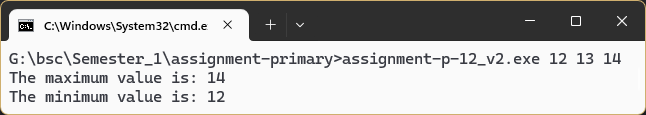 C:\Windows\System32\cmd.e
G:\bsc\Semester_1\assignment-primary>assignment-p-12_v2.exe 12 13 14
The maximum value is: 14
The minimum value is: 12